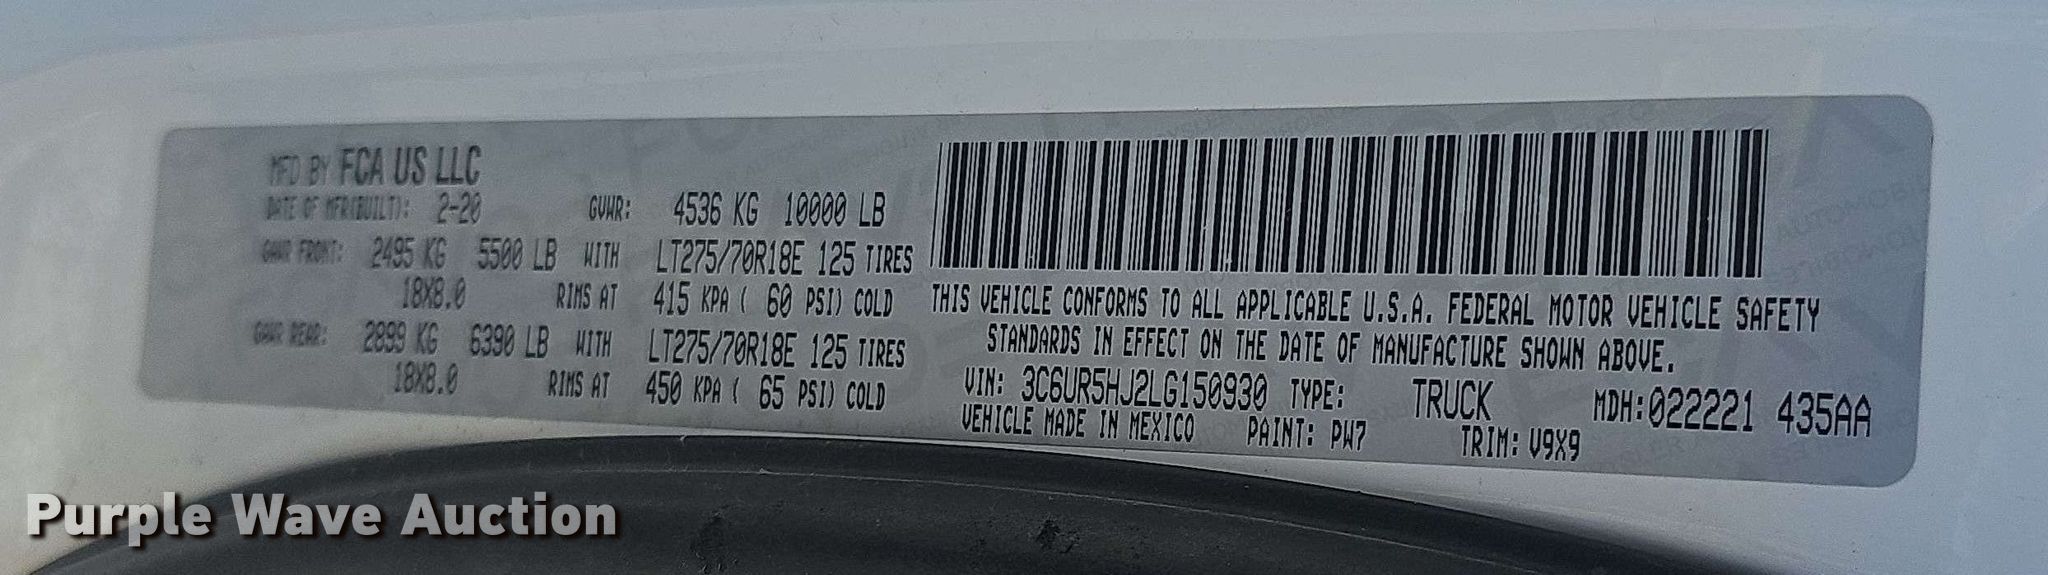 MFD BY FCA US LLC
DATE OF MFR(BUILT): 2-20 GVWR: 4536 KG 10000 LB
GAWR FRONT: 2495 KG 5500 LB WITH LT275/70R18E 125 TIRES
18X8.0 RIMS AT 415 KPA ( 60 PSI) COLD
GAWR REAR: 2899 KG 6390 LB WITH LT275/70R18E 125 TIRES
18X8.0 RIMS AT 450 KPA ( 65 PSI) COLD
THIS VEHICLE CONFORMS TO ALL APPLICABLE U.S.A. FEDERAL MOTOR VEHICLE SAFETY
STANDARDS IN EFFECT ON THE DATE OF MANUFACTURE SHOWN ABOVE.
VIN: 3C6UR5HJ2LG150930 TYPE: TRUCK MDH:022221 435AA
VEHICLE MADE IN MEXICO PAINT: PW7 TRIM: V9X9
Purple Wave Auction